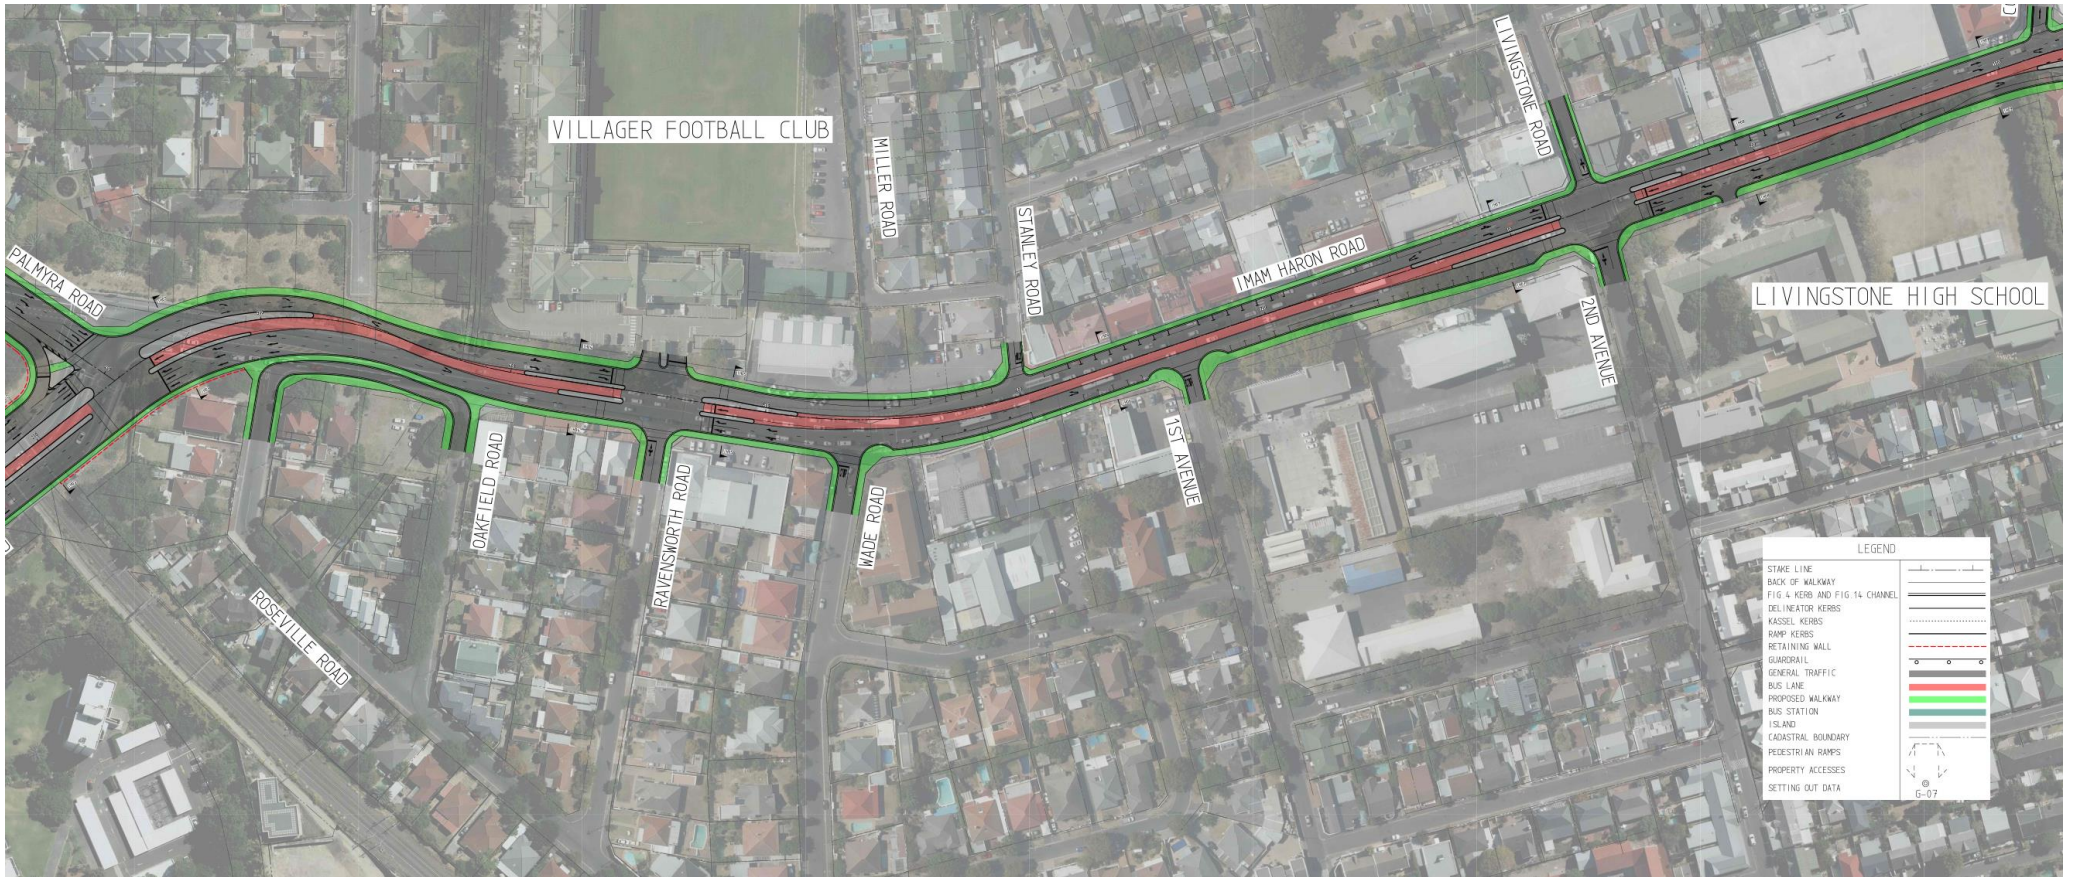 VILLAGER FOOTBALL CLUB
LIVINGSTONE ROAD
MILLER ROAD
STANLEY ROAD
PALMYRA ROAD
IMAM HARON ROAD
LIVINGSTONE HIGH SCHOOL
2ND AVENUE
1ST AVENUE
OAKFIELD ROAD
RAVENSWORTH ROAD
WADE ROAD
ROSEVILLE ROAD
LEGEND
STAKE LINE
BACK OF WALKWAY
FIG.4 KERB AND FIG.14 CHANNEL
DELINEATOR KERBS
KASSEL KERBS
RAMP KERBS
RETAINING WALL
GUARDRAIL
GENERAL TRAFFIC
BUS LANE
PROPOSED WALKWAY
BUS STATION
ISLAND
CADASTRAL BOUNDARY
PEDESTRIAN RAMPS
PROPERTY ACCESSES
SETTING OUT DATA
G-07